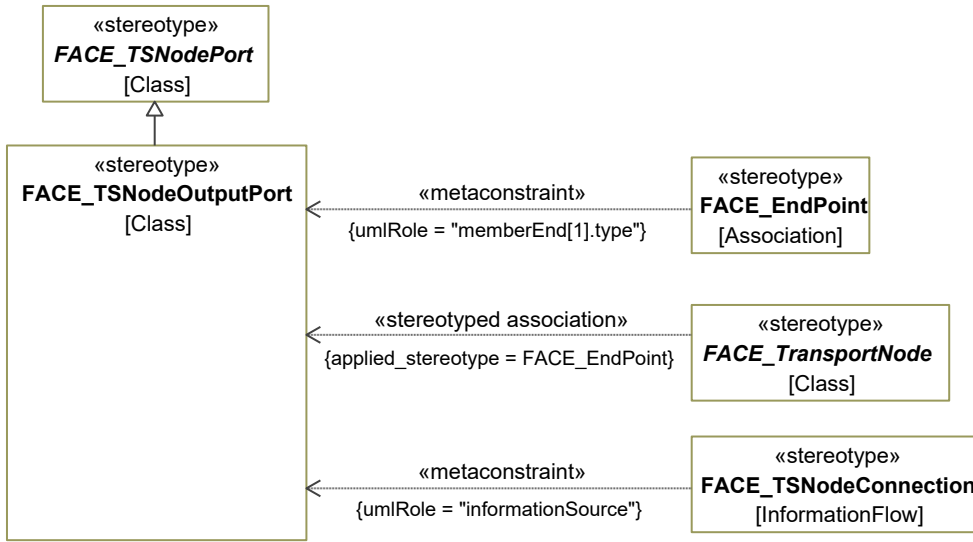 «stereotype»
FACE_TSNodePort
[Class]
«stereotype»
FACE_TSNodeOutputPort
[Class]
«metaconstraint»
{umlRole = "memberEnd[1].type"}
«stereotype»
FACE_EndPoint
[Association]
«stereotyped association»
{applied_stereotype = FACE_EndPoint}
«stereotype»
FACE_TransportNode
[Class]
«metaconstraint»
{umlRole = "informationSource"}
«stereotype»
FACE_TSNodeConnection
[InformationFlow]